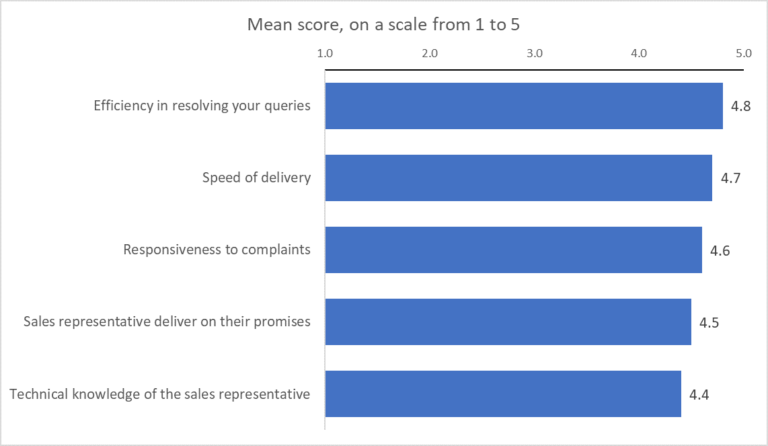 Mean score, on a scale from 1 to 5
1.0 2.0 3.0 4.0 5.0
Efficiency in resolving your queries 4.8
Speed of delivery 4.7
Responsiveness to complaints 4.6
Sales representative deliver on their promises 4.5
Technical knowledge of the sales representative 4.4